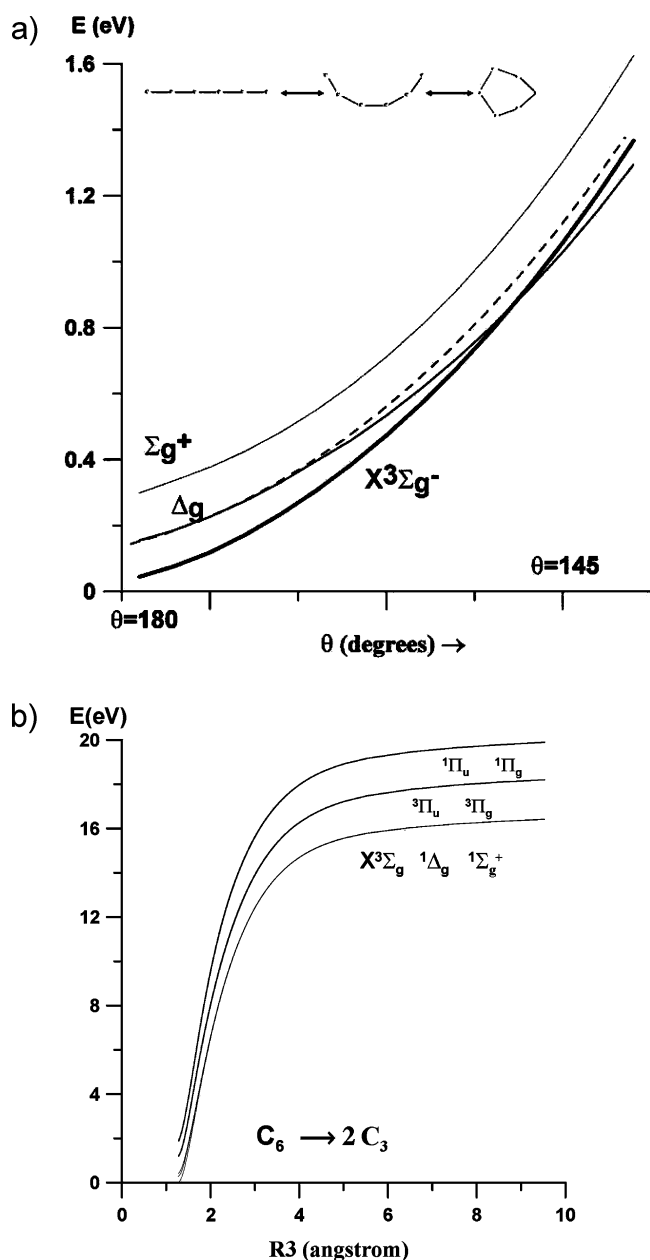 a)
E (eV)
1.6
1.2
0.8
0.4
0
Σg+
Δg
X3Σg-
θ=145
θ=180
θ (degrees) →
b)
E(eV)
20
16
12
8
4
0
1Πu 1Πg
3Πu 3Πg
X3Σg 1Δg 1Σg+
C6 → 2 C3
0 2 4 6 8 10
R3 (angstrom)